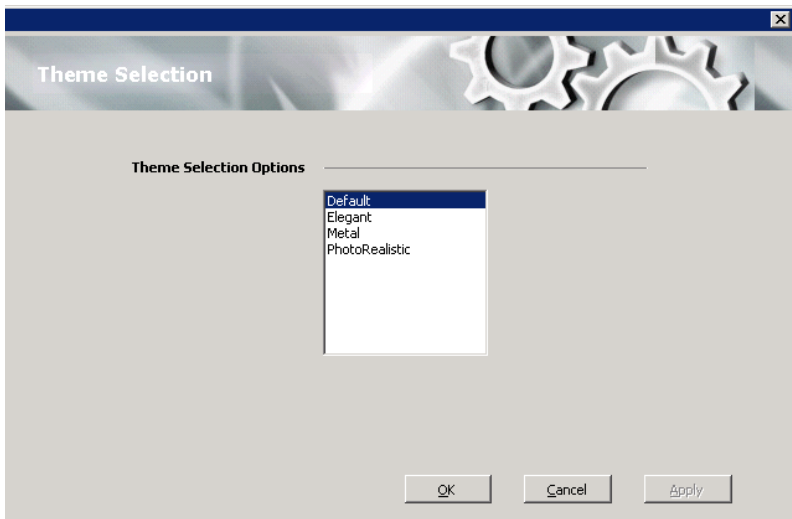 Theme Selection
Theme Selection Options
Default
Elegant
Metal
PhotoRealistic
OK
Cancel
Apply